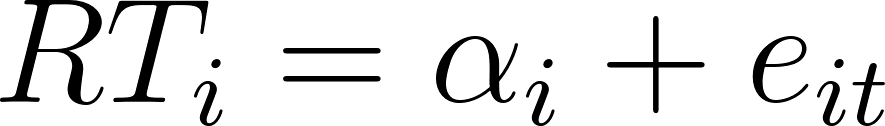 RT_i = α_i + e_{it}